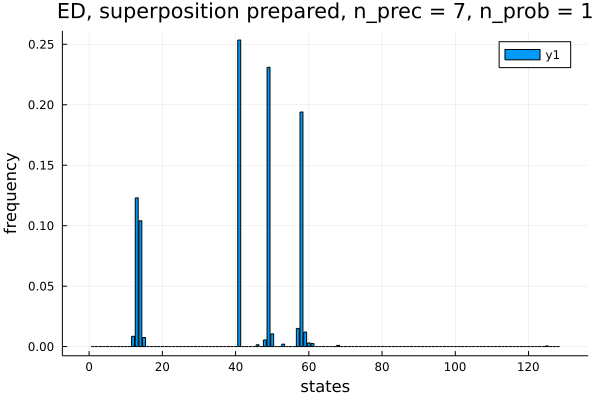 ED, superposition prepared, n_prec = 7, n_prob = 1
y1
0.25
0.20
0.15
0.10
0.05
0.00
frequency
0 20 40 60 80 100 120
states